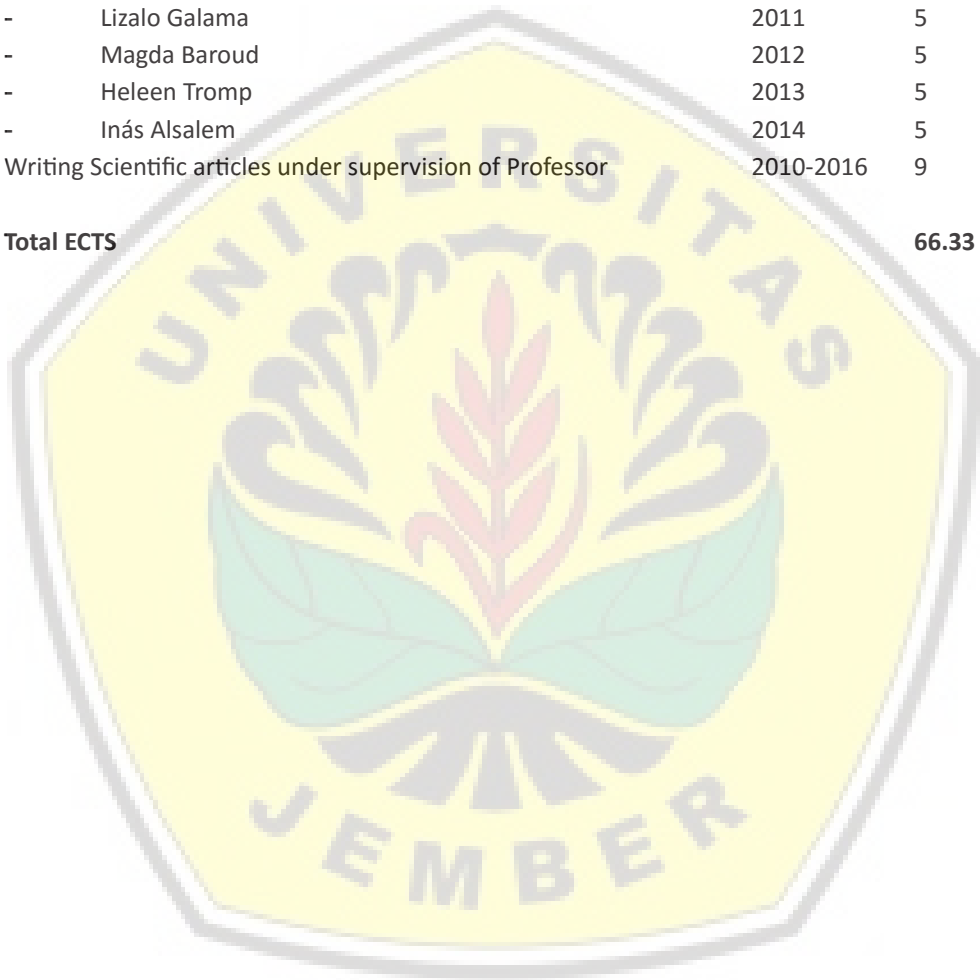 - Lizalo Galama 2011 5
- Magda Baroud 2012 5
- Heleen Tromp 2013 5
- Inás Alsalem 2014 5
Writing Scientific articles under supervision of Professor 2010-2016 9
Total ECTS 66.33
UNIVERSITAS
JEMBER